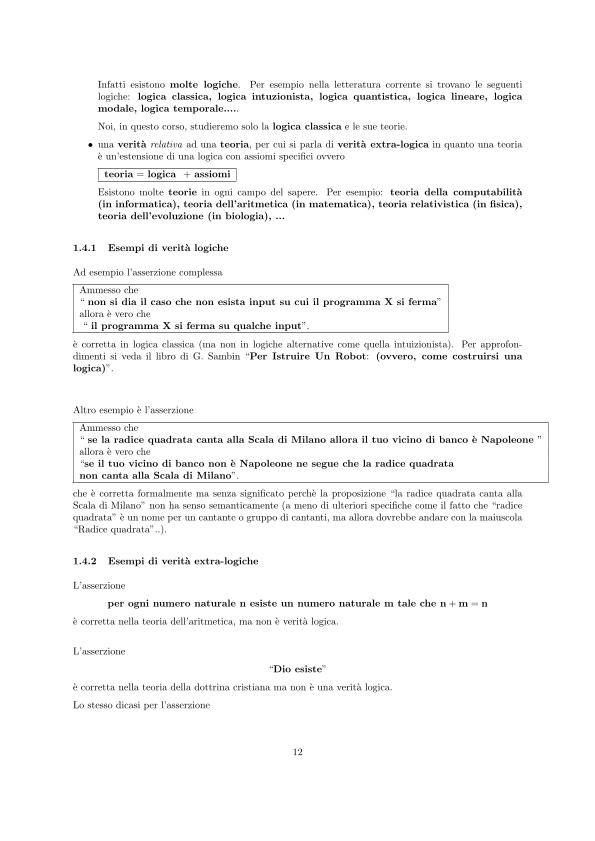 Infatti esistono molte logiche. Per esempio nella letteratura corrente si trovano le seguenti
logiche: logica classica, logica intuzionista, logica quantistica, logica lineare, logica
modale, logica temporale.....
Noi, in questo corso, studieremo solo la logica classica e le sue teorie.
• una verità relativa ad una teoria, per cui si parla di verità extra-logica in quanto una teoria
è un'estensione di una logica con assiomi specifici ovvero
teoria = logica + assiomi
Esistono molte teorie in ogni campo del sapere. Per esempio: teoria della computabilità
(in informatica), teoria dell'aritmetica (in matematica), teoria relativistica (in fisica),
teoria dell'evoluzione (in biologia), ...
1.4.1 Esempi di verità logiche
Ad esempio l'asserzione complessa
Ammesso che
“ non si dia il caso che non esista input su cui il programma X si ferma”
allora è vero che
“ il programma X si ferma su qualche input”.
è corretta in logica classica (ma non in logiche alternative come quella intuizionista). Per approfon-
dimenti si veda il libro di G. Sambin “Per Istruire Un Robot: (ovvero, come costruirsi una
logica)”.
Altro esempio è l'asserzione
Ammesso che
“ se la radice quadrata canta alla Scala di Milano allora il tuo vicino di banco è Napoleone ”
allora è vero che
“se il tuo vicino di banco non è Napoleone ne segue che la radice quadrata
non canta alla Scala di Milano”.
che è corretta formalmente ma senza significato perchè la proposizione “la radice quadrata canta alla
Scala di Milano” non ha senso semanticamente (a meno di ulteriori specifiche come il fatto che “radice
quadrata” è un nome per un cantante o gruppo di cantanti, ma allora dovrebbe andare con la maiuscola
“Radice quadrata”..).
1.4.2 Esempi di verità extra-logiche
L'asserzione
per ogni numero naturale n esiste un numero naturale m tale che n + m = n
è corretta nella teoria dell'aritmetica, ma non è verità logica.
L'asserzione
“Dio esiste”
è corretta nella teoria della dottrina cristiana ma non è una verità logica.
Lo stesso dicasi per l'asserzione
12